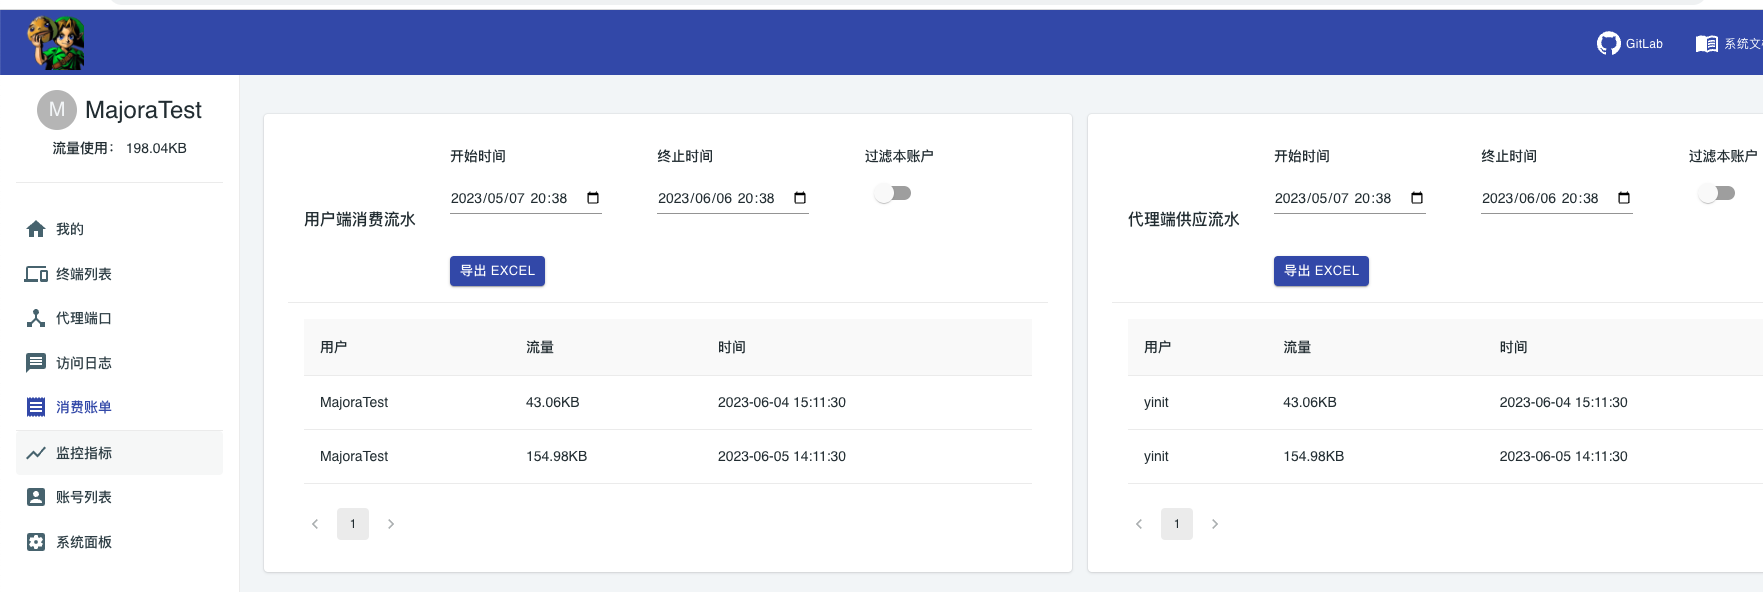 GitLab
系统文
M
MajoraTest
流量使用： 198.04KB
我的
终端列表
代理端口
访问日志
消费账单
监控指标
账号列表
系统面板
用户端消费流水
开始时间 终止时间 过滤本账户
2023/05/07 20:38 2023/06/06 20:38
导出 EXCEL
用户 流量 时间
MajoraTest 43.06KB 2023-06-04 15:11:30
MajoraTest 154.98KB 2023-06-05 14:11:30
1
代理端供应流水
开始时间 终止时间 过滤本账户
2023/05/07 20:38 2023/06/06 20:38
导出 EXCEL
用户 流量 时间
yinit 43.06KB 2023-06-04 15:11:30
yinit 154.98KB 2023-06-05 14:11:30
1